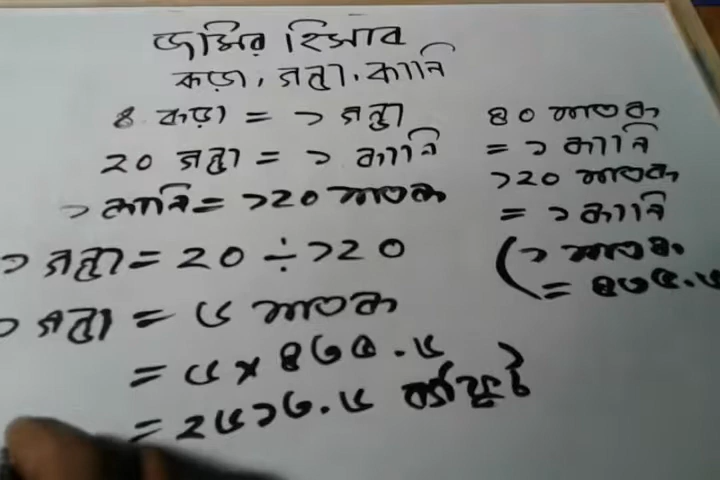 জমির হিসাব
কড়া, গন্ডা, কানি
৪ কড়া = ১ গন্ডা
২০ গন্ডা = ১ কানি
১ কানি = ১২০ শতক
১ গন্ডা = ২০ ÷ ১২০
১ গন্ডা = ৬ শতক
= ৬ x ৪৩৫.৬
= ২৬১৩.৬ বর্গফুট
৪০ শতক
= ১ কানি
১২০ শতক
= ১ কানি
(১ শতক
= ৪৩৫.৬